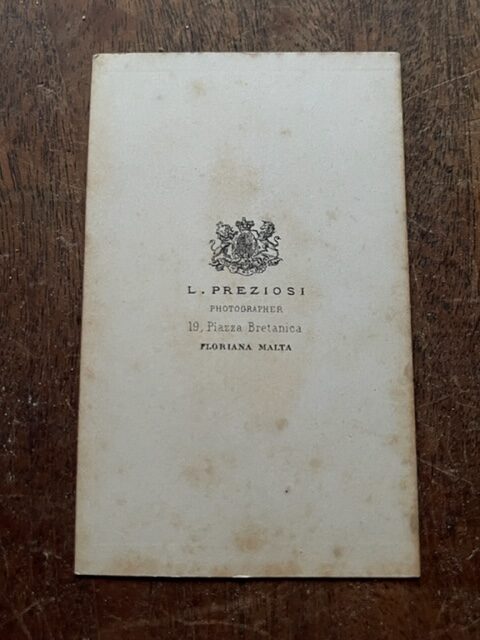 L. PREZIOSI
PHOTOGRAPHER
19, Piazza Bretanica
FLORIANA MALTA